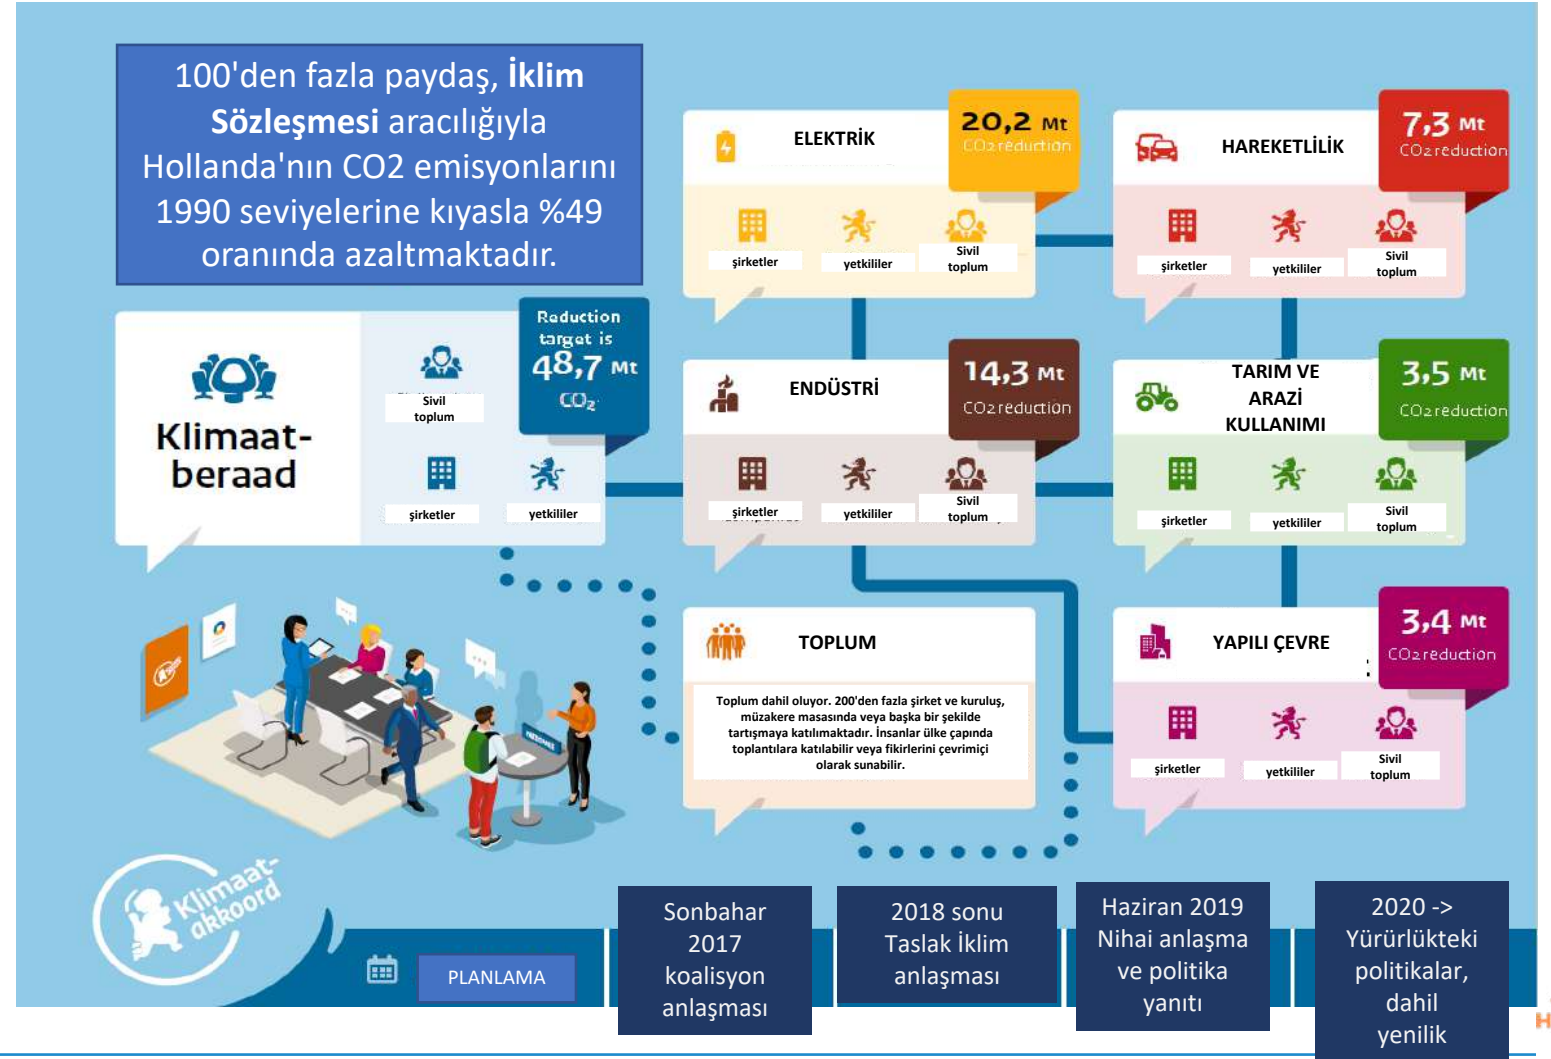 100'den fazla paydaş, İklim
Sözleşmesi aracılığıyla
Hollanda'nın CO2 emisyonlarını
1990 seviyelerine kıyasla %49
oranında azaltmaktadır.
ELEKTRİK
20,2 Mt
CO2 reduction
şirketler
yetkililer
Sivil
toplum
HAREKETLİLİK
7,3 Mt
CO2 reduction
şirketler
yetkililer
Sivil
toplum
Klimaat-
beraad
Reduction
target is
48,7 Mt
CO2
Sivil
toplum
şirketler
yetkililer
ENDÜSTRİ
14,3 Mt
CO2 reduction
şirketler
yetkililer
Sivil
toplum
TARIM VE
ARAZİ
KULLANIMI
3,5 Mt
CO2 reduction
şirketler
yetkililer
Sivil
toplum
TOPLUM
Toplum dahil oluyor. 200'den fazla şirket ve kuruluş,
müzakere masasında veya başka bir şekilde
tartışmaya katılımaktadır. İnsanlar ülke çapında
toplantılara katılabilir veya fikirlerini çevrimiçi
olarak sunabilir.
YAPILI ÇEVRE
3,4 Mt
CO2 reduction
şirketler
yetkililer
Sivil
toplum
Klimaat-
akkoord
PLANLAMA
Sonbahar
2017
koalisyon
anlaşması
2018 sonu
Taslak İklim
anlaşması
Haziran 2019
Nihai anlaşma
ve politika
yanıtı
2020 ->
Yürürlükteki
politikalar,
dahil
yenilik